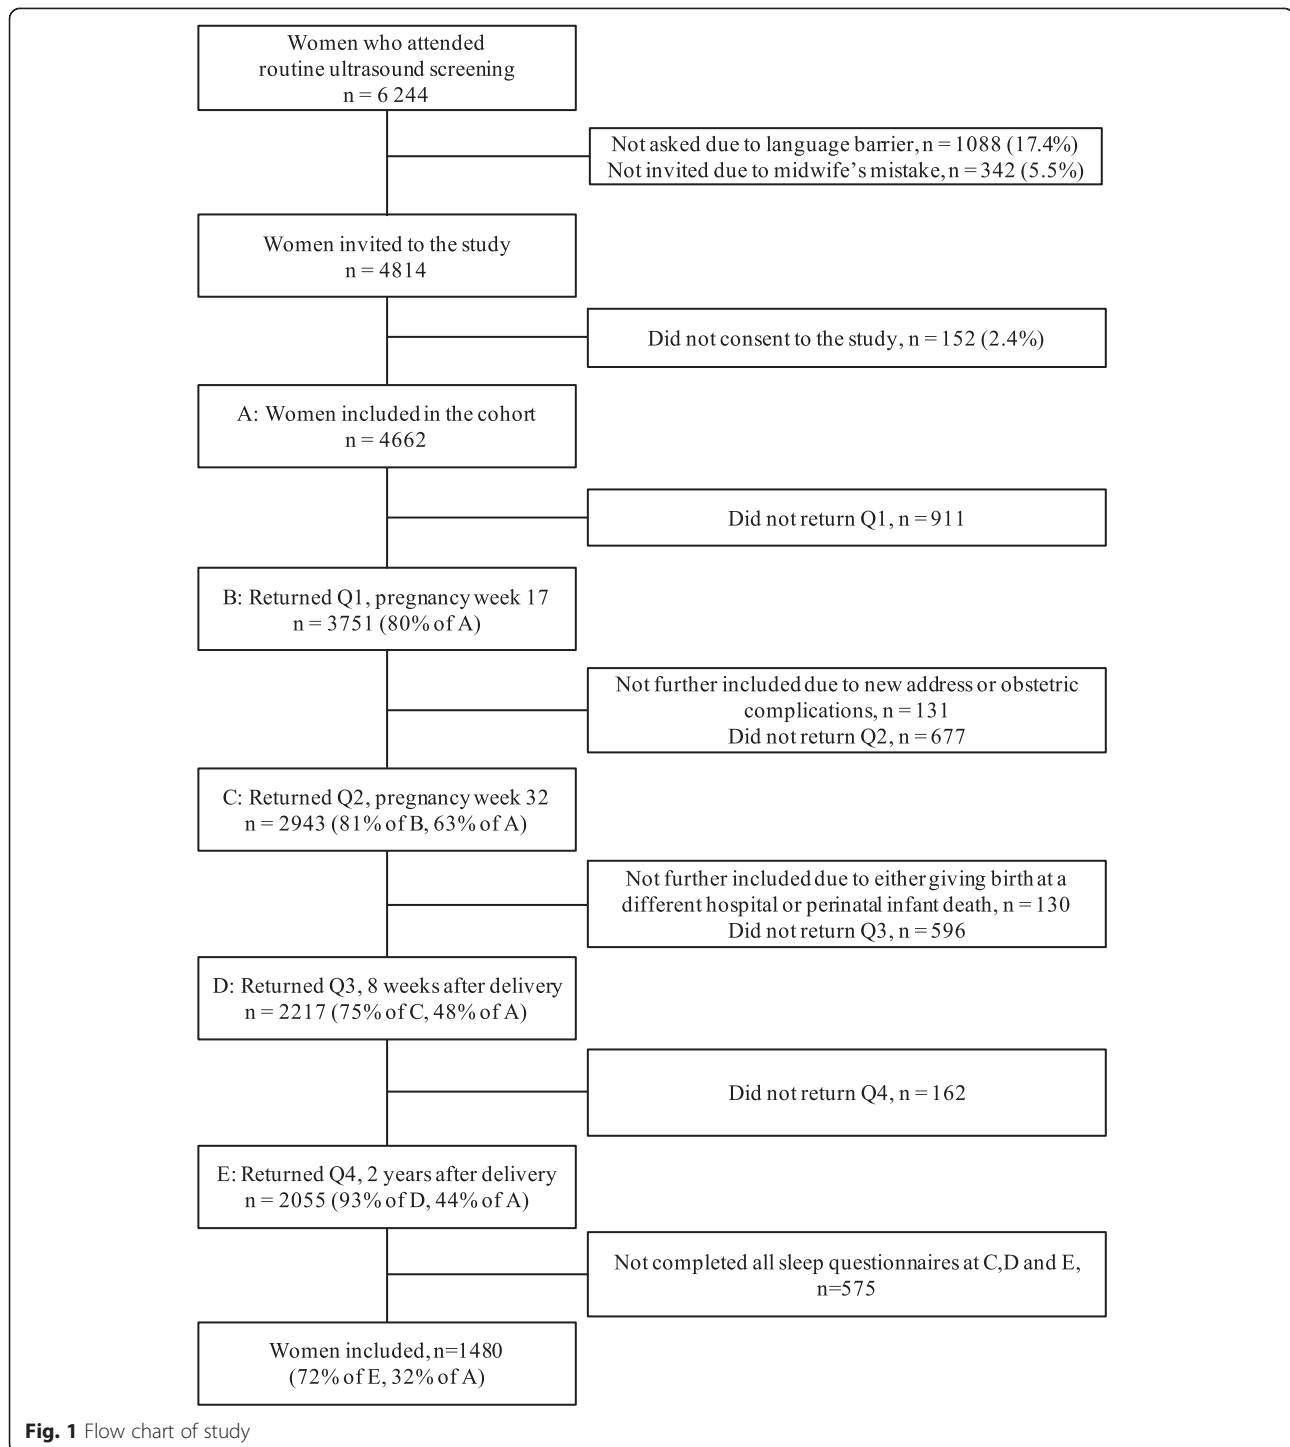 Women who attended
routine ultrasound screening
n = 6 244
Not asked due to language barrier, n = 1088 (17.4%)
Not invited due to midwife’s mistake, n = 342 (5.5%)
Women invited to the study
n = 4814
Did not consent to the study, n = 152 (2.4%)
A: Women included in the cohort
n = 4662
Did not return Q1, n = 911
B: Returned Q1, pregnancy week 17
n = 3751 (80% of A)
Not further included due to new address or obstetric
complications, n = 131
Did not return Q2, n = 677
C: Returned Q2, pregnancy week 32
n = 2943 (81% of B, 63% of A)
Not further included due to either giving birth at a
different hospital or perinatal infant death, n = 130
Did not return Q3, n = 596
D: Returned Q3, 8 weeks after delivery
n = 2217 (75% of C, 48% of A)
Did not return Q4, n = 162
E: Returned Q4, 2 years after delivery
n = 2055 (93% of D, 44% of A)
Not completed all sleep questionnaires at C,D and E,
n=575
Women included, n=1480
(72% of E, 32% of A)
Fig. 1 Flow chart of study